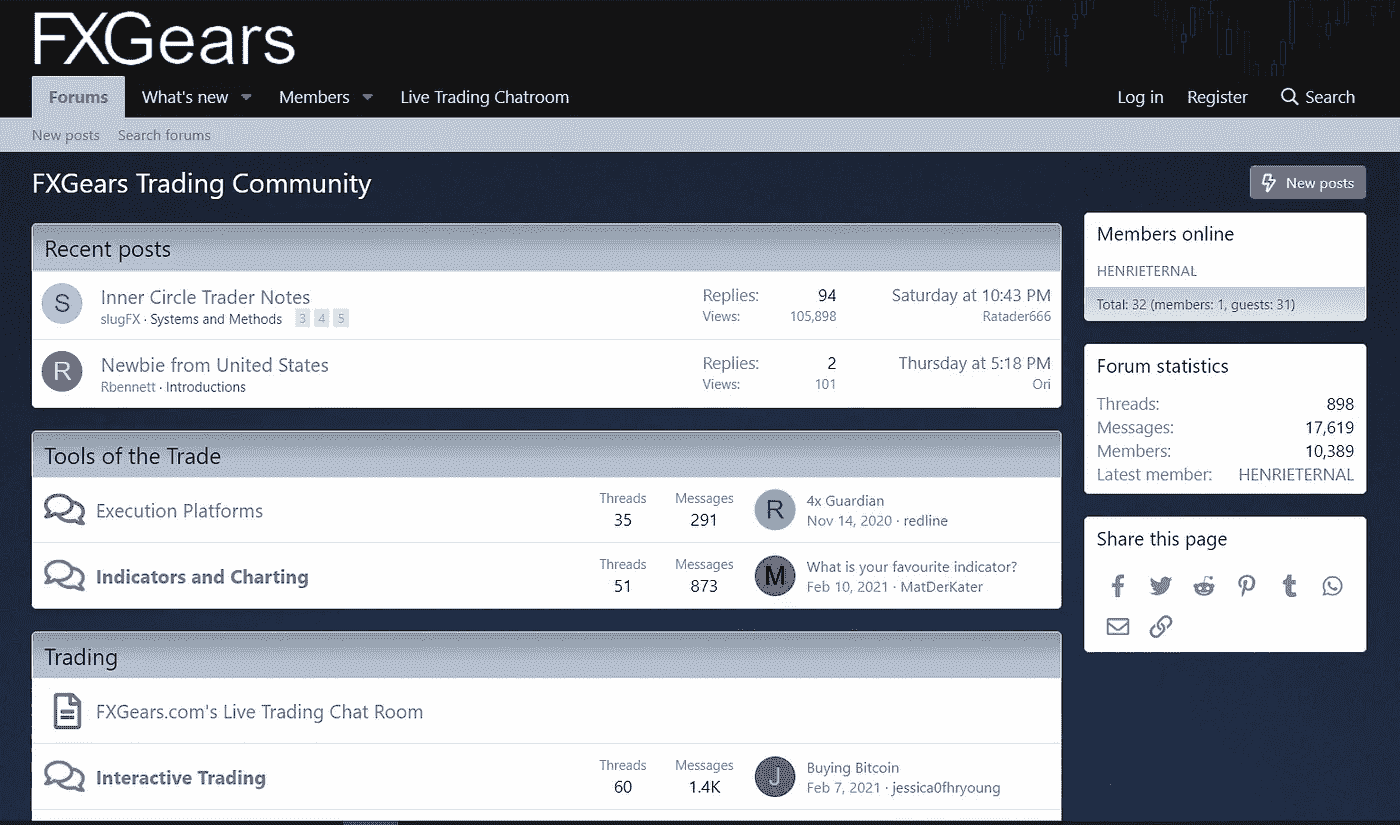 FXGears
Forums What's new Members Live Trading Chatroom Log in Register Search
New posts Search forums
FXGears Trading Community
New posts
Recent posts
S Inner Circle Trader Notes Replies: 94 Saturday at 10:43 PM
slugFX · Systems and Methods 3 4 5 Views: 105,898 Ratader666
R Newbie from United States Replies: 2 Thursday at 5:18 PM
Rbennett · Introductions Views: 101 Ori
Tools of the Trade
Execution Platforms Threads Messages R 4x Guardian
35 291 Nov 14, 2020 · redline
Indicators and Charting Threads Messages M What is your favourite indicator?
51 873 Feb 10, 2021 · MatDerKater
Trading
FXGears.com's Live Trading Chat Room
Interactive Trading Threads Messages J Buying Bitcoin
60 1.4K Feb 7, 2021 · jessica0fhryoung
Members online
HENRIETERNAL
Total: 32 (members: 1, guests: 31)
Forum statistics
Threads: 898
Messages: 17,619
Members: 10,389
Latest member: HENRIETERNAL
Share this page